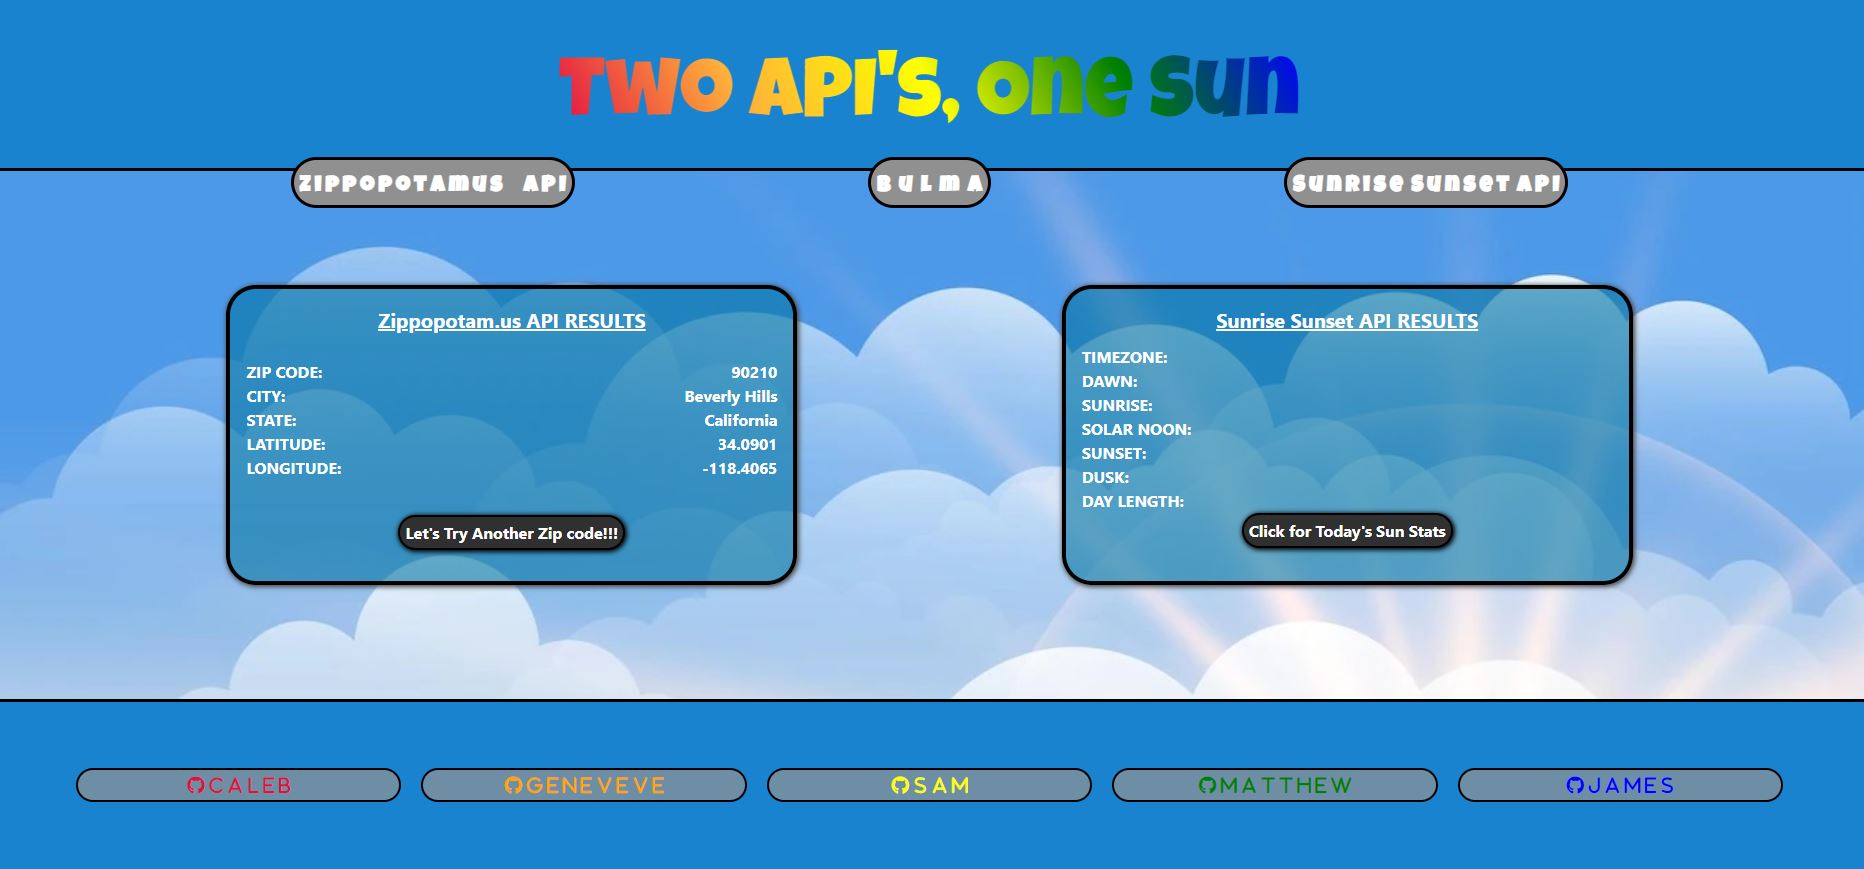 Two API's, One Sun
Zippopotamus API
Bulma
Sunrise Sunset API
Zippopotam.us API RESULTS
ZIP CODE: 90210
CITY: Beverly Hills
STATE: California
LATITUDE: 34.0901
LONGITUDE: -118.4065
Let's Try Another Zip code!!!
Sunrise Sunset API RESULTS
TIMEZONE:
DAWN:
SUNRISE:
SOLAR NOON:
SUNSET:
DUSK:
DAY LENGTH:
Click for Today's Sun Stats
CALEB
GENEVEVE
SAM
MATTHEW
JAMES